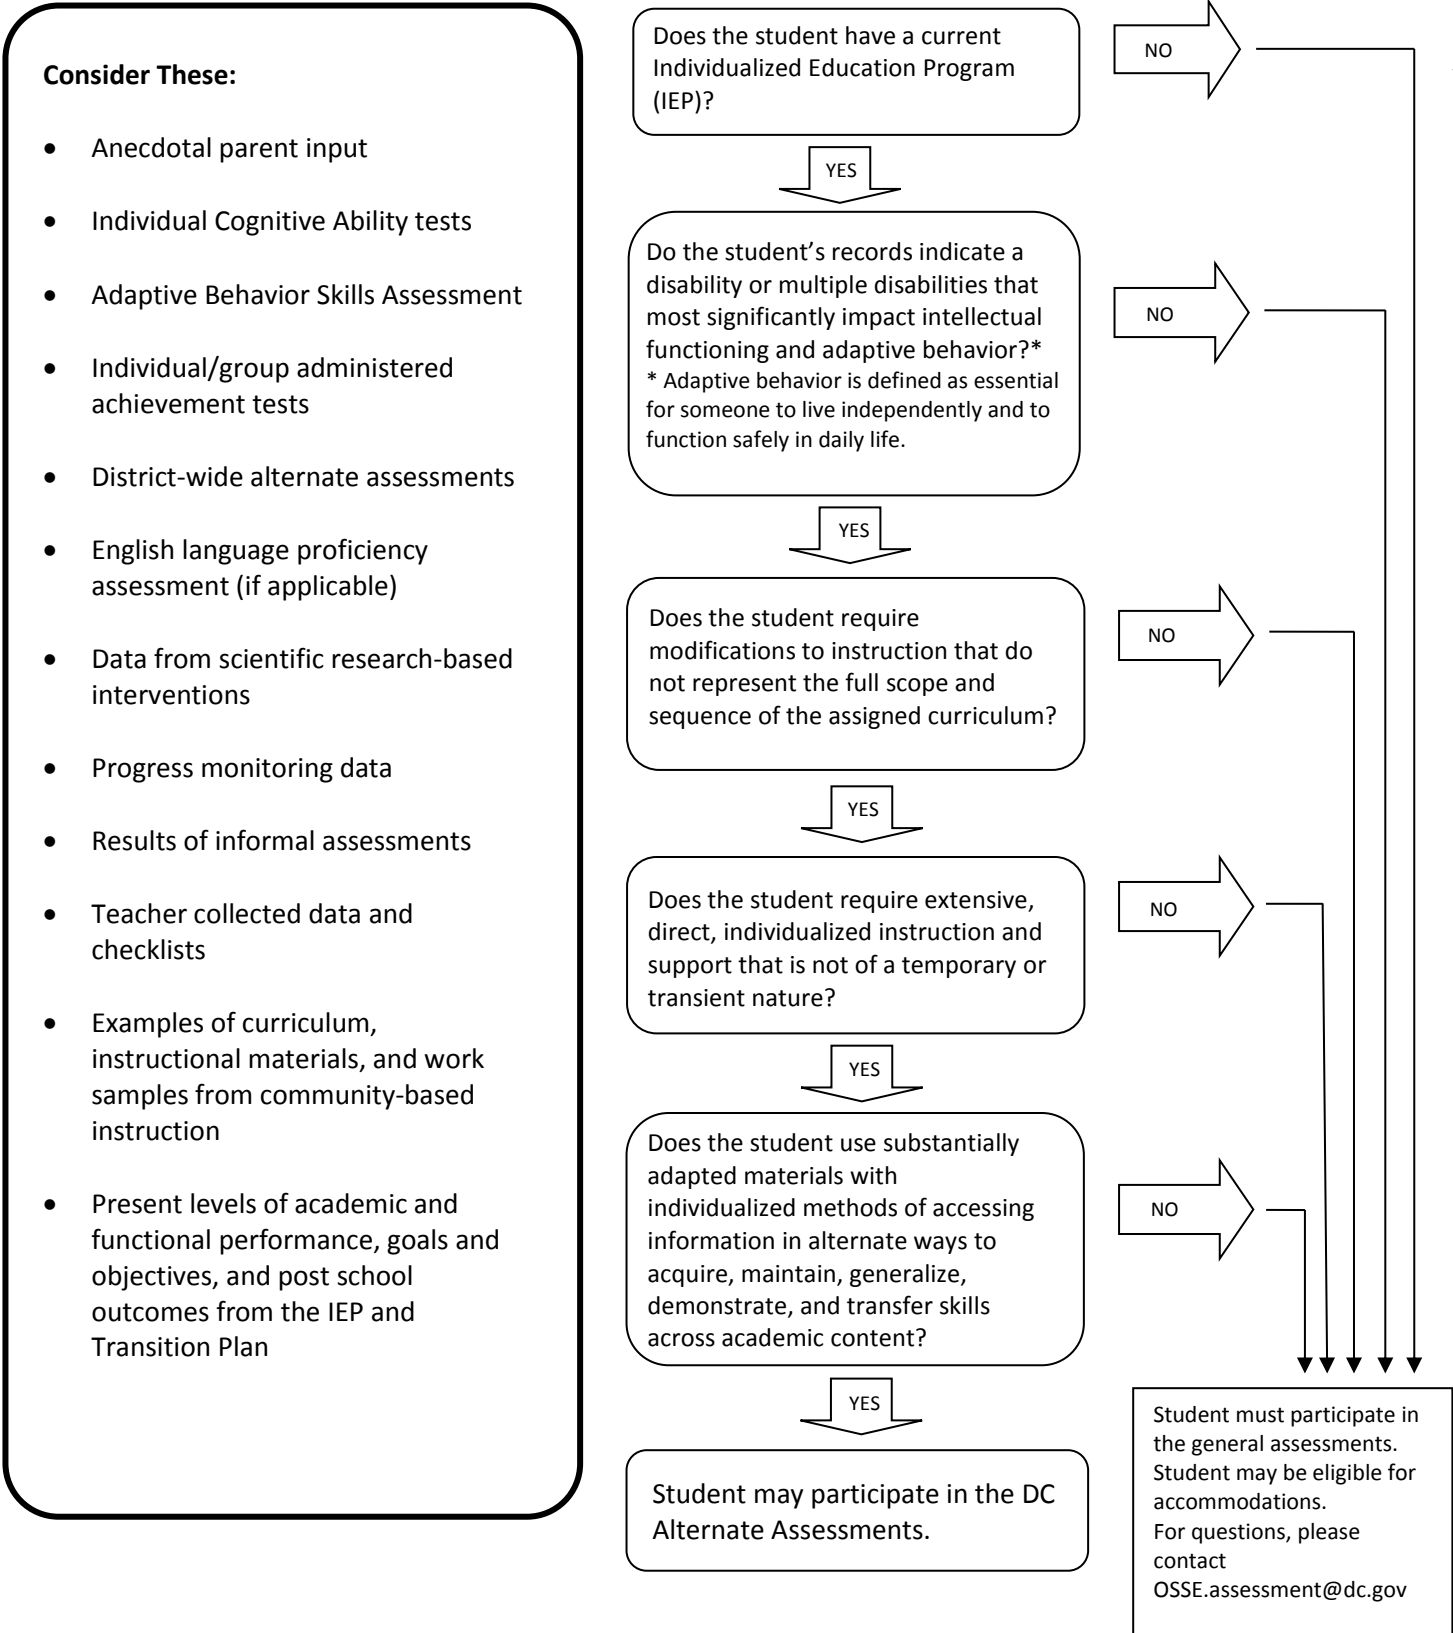 Consider These:
• Anecdotal parent input
• Individual Cognitive Ability tests
• Adaptive Behavior Skills Assessment
• Individual/group administered
achievement tests
• District-wide alternate assessments
• English language proficiency
assessment (if applicable)
• Data from scientific research-based
interventions
• Progress monitoring data
• Results of informal assessments
• Teacher collected data and
checklists
• Examples of curriculum,
instructional materials, and work
samples from community-based
instruction
• Present levels of academic and
functional performance, goals and
objectives, and post school
outcomes from the IEP and
Transition Plan
Does the student have a current
Individualized Education Program
(IEP)?
NO
YES
Do the student's records indicate a
disability or multiple disabilities that
most significantly impact intellectual
functioning and adaptive behavior?*
* Adaptive behavior is defined as essential
for someone to live independently and to
function safely in daily life.
NO
YES
Does the student require
modifications to instruction that do
not represent the full scope and
sequence of the assigned curriculum?
NO
YES
Does the student require extensive,
direct, individualized instruction and
support that is not of a temporary or
transient nature?
NO
YES
Does the student use substantially
adapted materials with
individualized methods of accessing
information in alternate ways to
acquire, maintain, generalize,
demonstrate, and transfer skills
across academic content?
NO
YES
Student may participate in the DC
Alternate Assessments.
Student must participate in
the general assessments.
Student may be eligible for
accommodations.
For questions, please
contact
OSSE.assessment@dc.gov